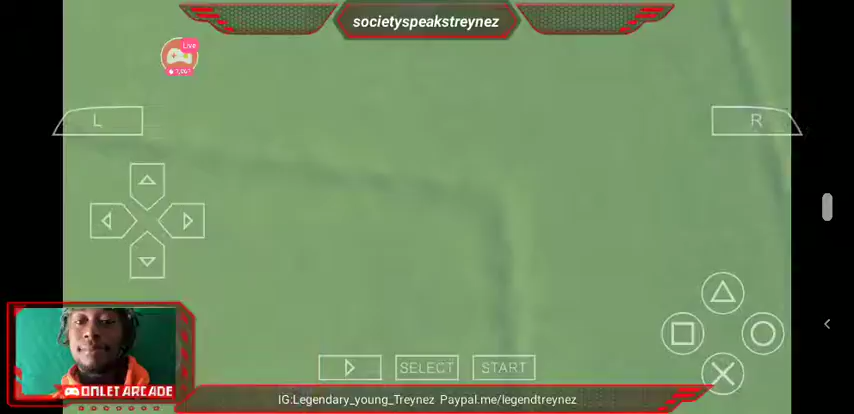 societyspeakstreynez
Live
L
R
SELECT
START
OMLET ARCADE
IG:Legendary_young_Treynez Paypal.me/legendtreynez